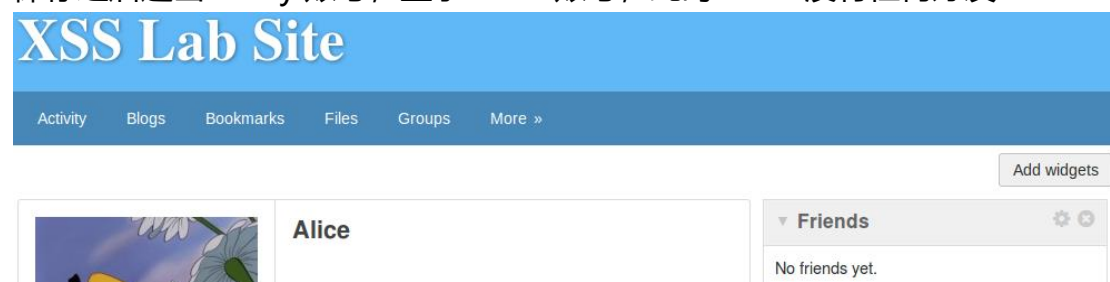 XSS Lab Site
Activity Blogs Bookmarks Files Groups More »
Add widgets
Alice
Friends
No friends yet.